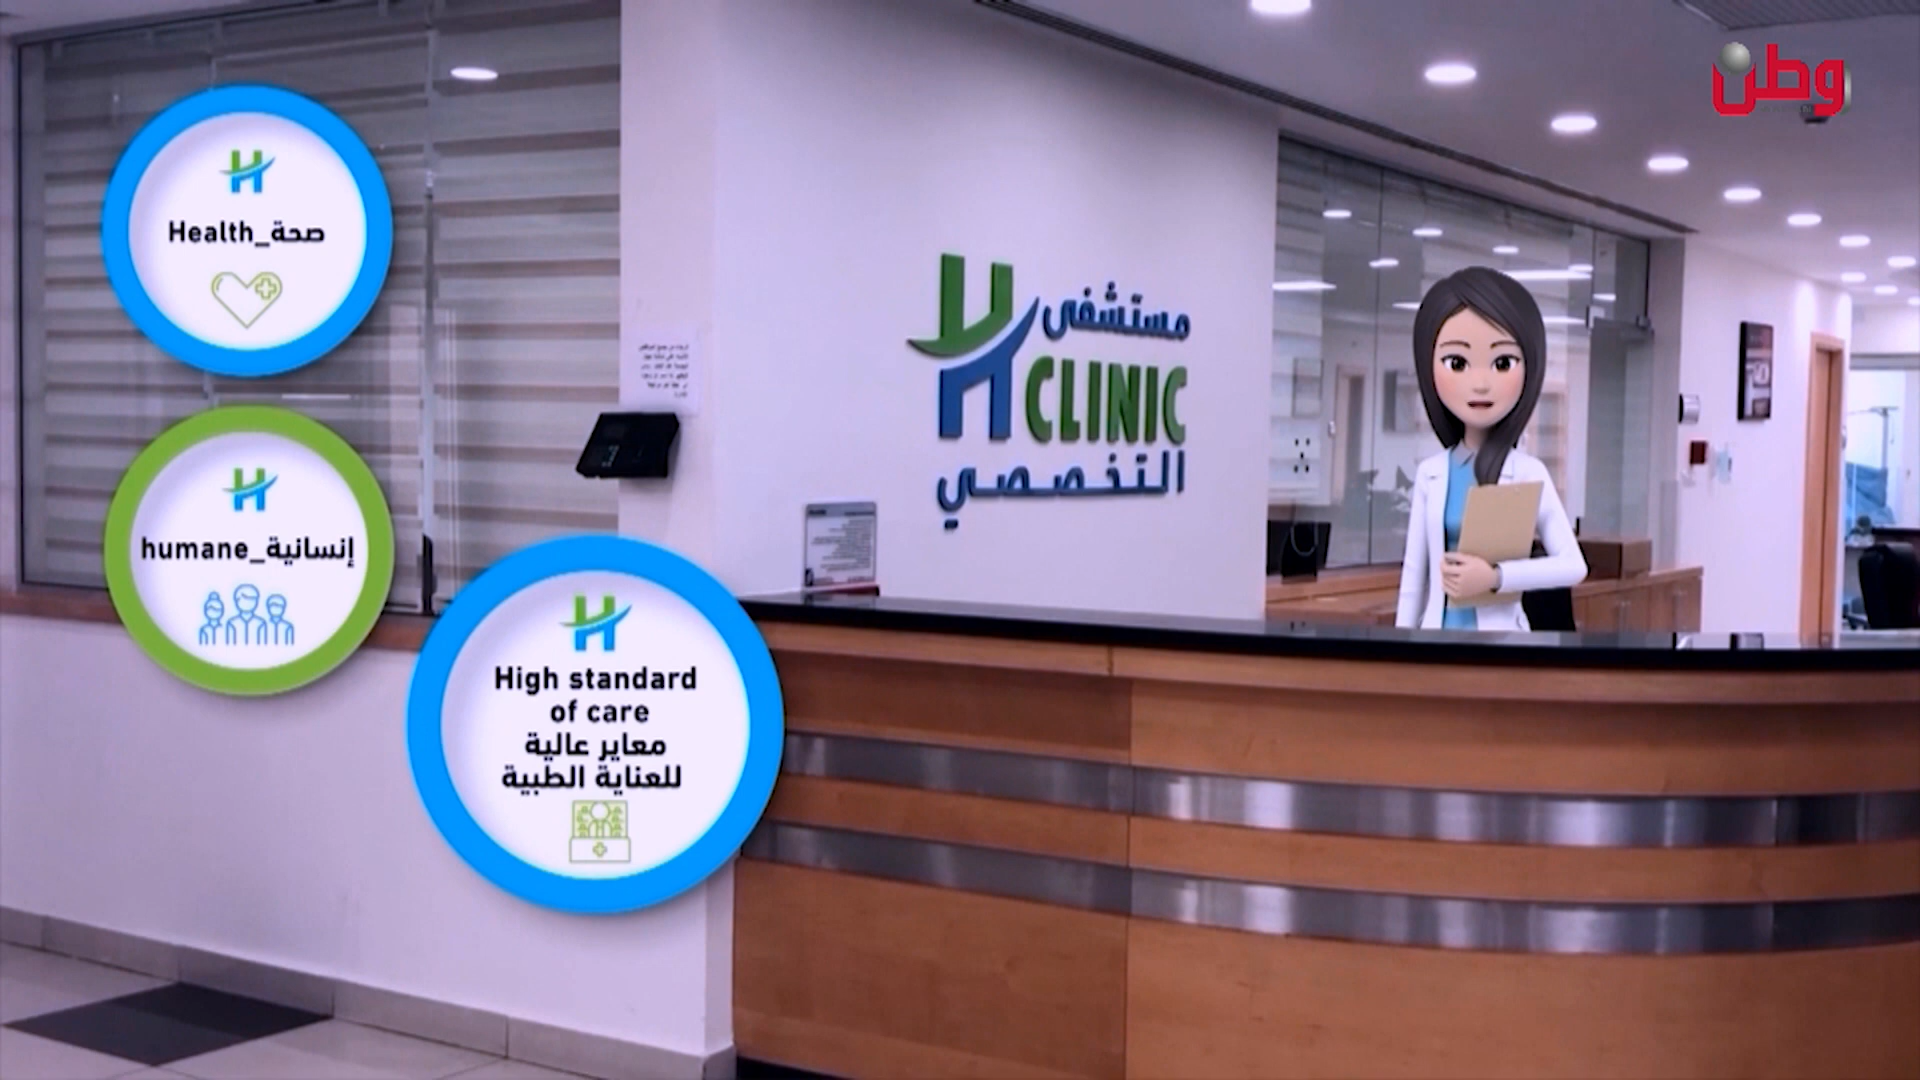 وطن
H
Health_صحة
H
humane_إنسانية
H
High standard
of care
معاير عالية
للعناية الطبية
H
مستشفى
CLINIC
التخصصي